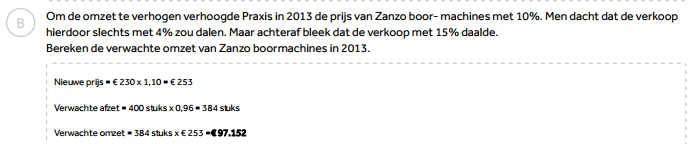 B
Om de omzet te verhogen verhoogde Praxis in 2013 de prijs van Zanzo boor- machines met 10%. Men dacht dat de verkoop
hierdoor slechts met 4% zou dalen. Maar achteraf bleek dat de verkoop met 15% daalde.
Bereken de verwachte omzet van Zanzo boormachines in 2013.
Nieuwe prijs = € 230 x 1,10 = € 253
Verwachte afzet = 400 stuks x 0,96 = 384 stuks
Verwachte omzet = 384 stuks x € 253 =€97.152